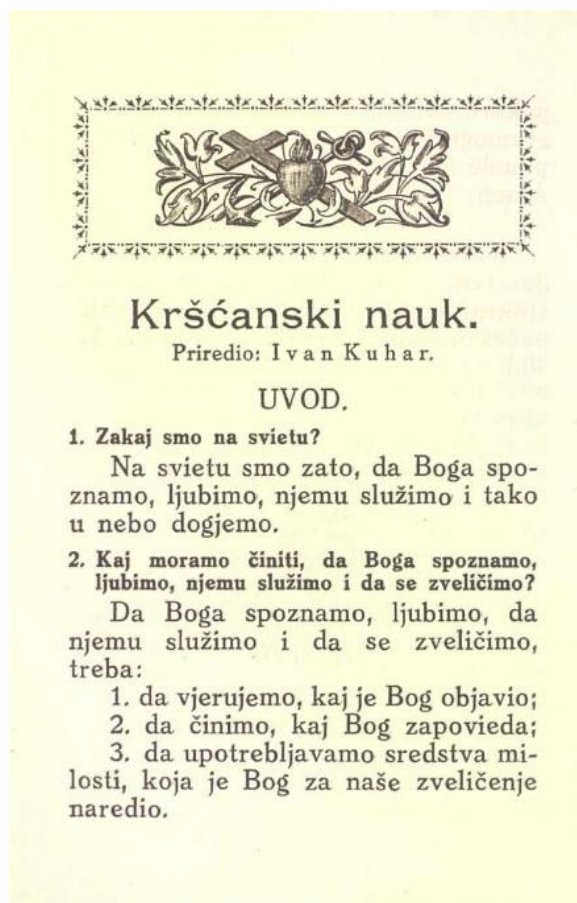 Kršćanski nauk.
Priredio: Ivan Kuhar.
UVOD.
1. Zakaj smo na svietu?
Na svietu smo zato, da Boga spo-
znamo, ljubimo, njemu služimo i tako
u nebo dogjemo.
2. Kaj moramo činiti, da Boga spoznamo,
ljubimo, njemu služimo i da se zveličimo?
Da Boga spoznamo, ljubimo, da
njemu služimo i da se zveličimo,
treba:
1. da vjerujemo, kaj je Bog objavio;
2. da činimo, kaj Bog zapovieda;
3. da upotrebljavamo sredstva mi-
losti, koja je Bog za naše zveličenje
naredio.